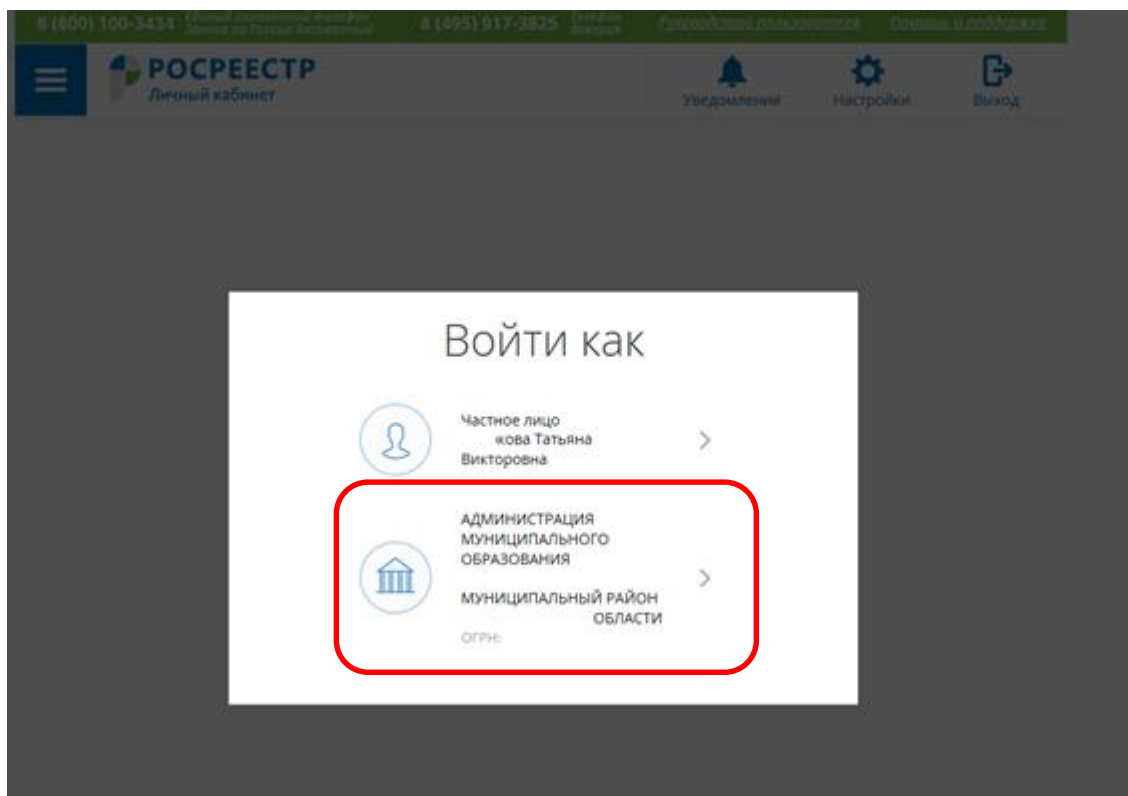 8 (800) 100-3434 8 (495) 917-3825 Телефон Руководство пользователя Помощь и поддержка
РОСРЕЕСТР
Личный кабинет
Уведомления Настройки Выход
Войти как
Частное лицо
кова Татьяна
Викторовна
АДМИНИСТРАЦИЯ
МУНИЦИПАЛЬНОГО
ОБРАЗОВАНИЯ
МУНИЦИПАЛЬНЫЙ РАЙОН
ОБЛАСТИ
ОГРН: